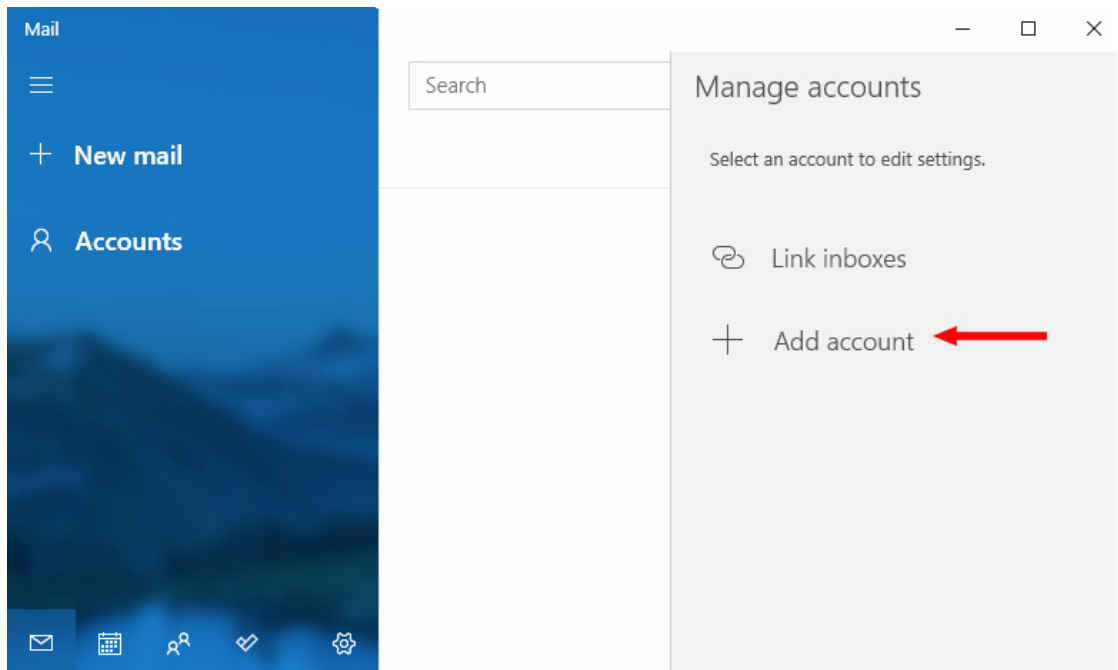 Mail
New mail
Accounts
Search
Manage accounts
Select an account to edit settings.
Link inboxes
Add account